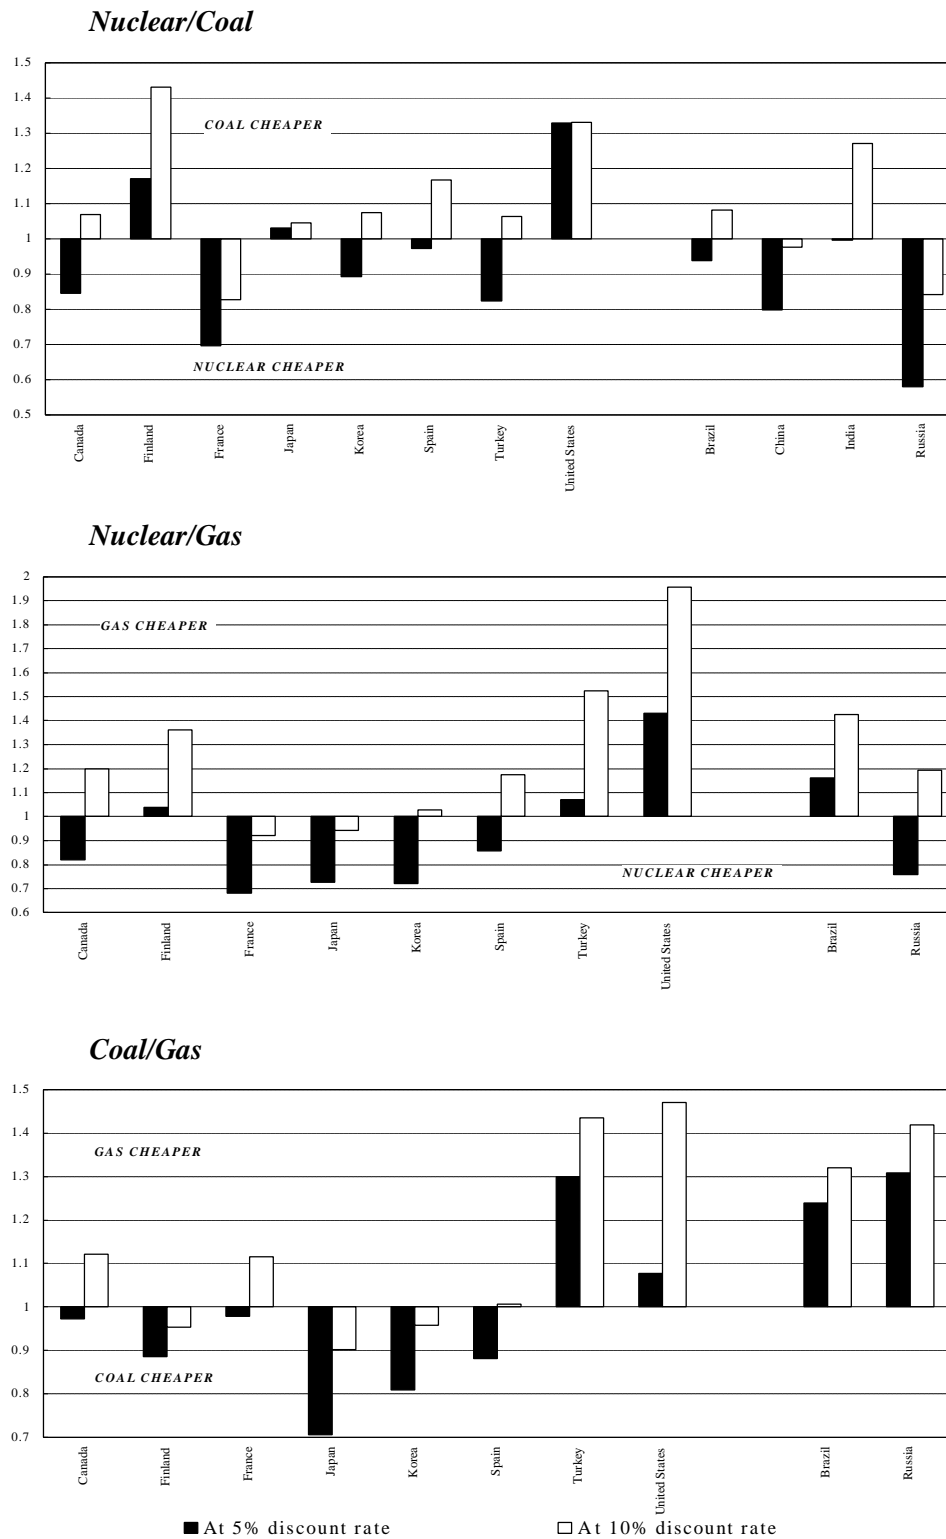 Nuclear/Coal
1.5
1.4
COAL CHEAPER
1.3
1.2
1.1
1
0.9
0.8
0.7
NUCLEAR CHEAPER
0.6
0.5
Canada
Finland
France
Japan
Korea
Spain
Turkey
United States
Brazil
China
India
Russia
Nuclear/Gas
2
1.9
GAS CHEAPER
1.8
1.7
1.6
1.5
1.4
1.3
1.2
1.1
1
0.9
0.8
NUCLEAR CHEAPER
0.7
0.6
Canada
Finland
France
Japan
Korea
Spain
Turkey
United States
Brazil
Russia
Coal/Gas
1.5
1.4
GAS CHEAPER
1.3
1.2
1.1
1
0.9
COAL CHEAPER
0.8
0.7
Canada
Finland
France
Japan
Korea
Spain
Turkey
United States
Brazil
Russia
At 5% discount rate
At 10% discount rate